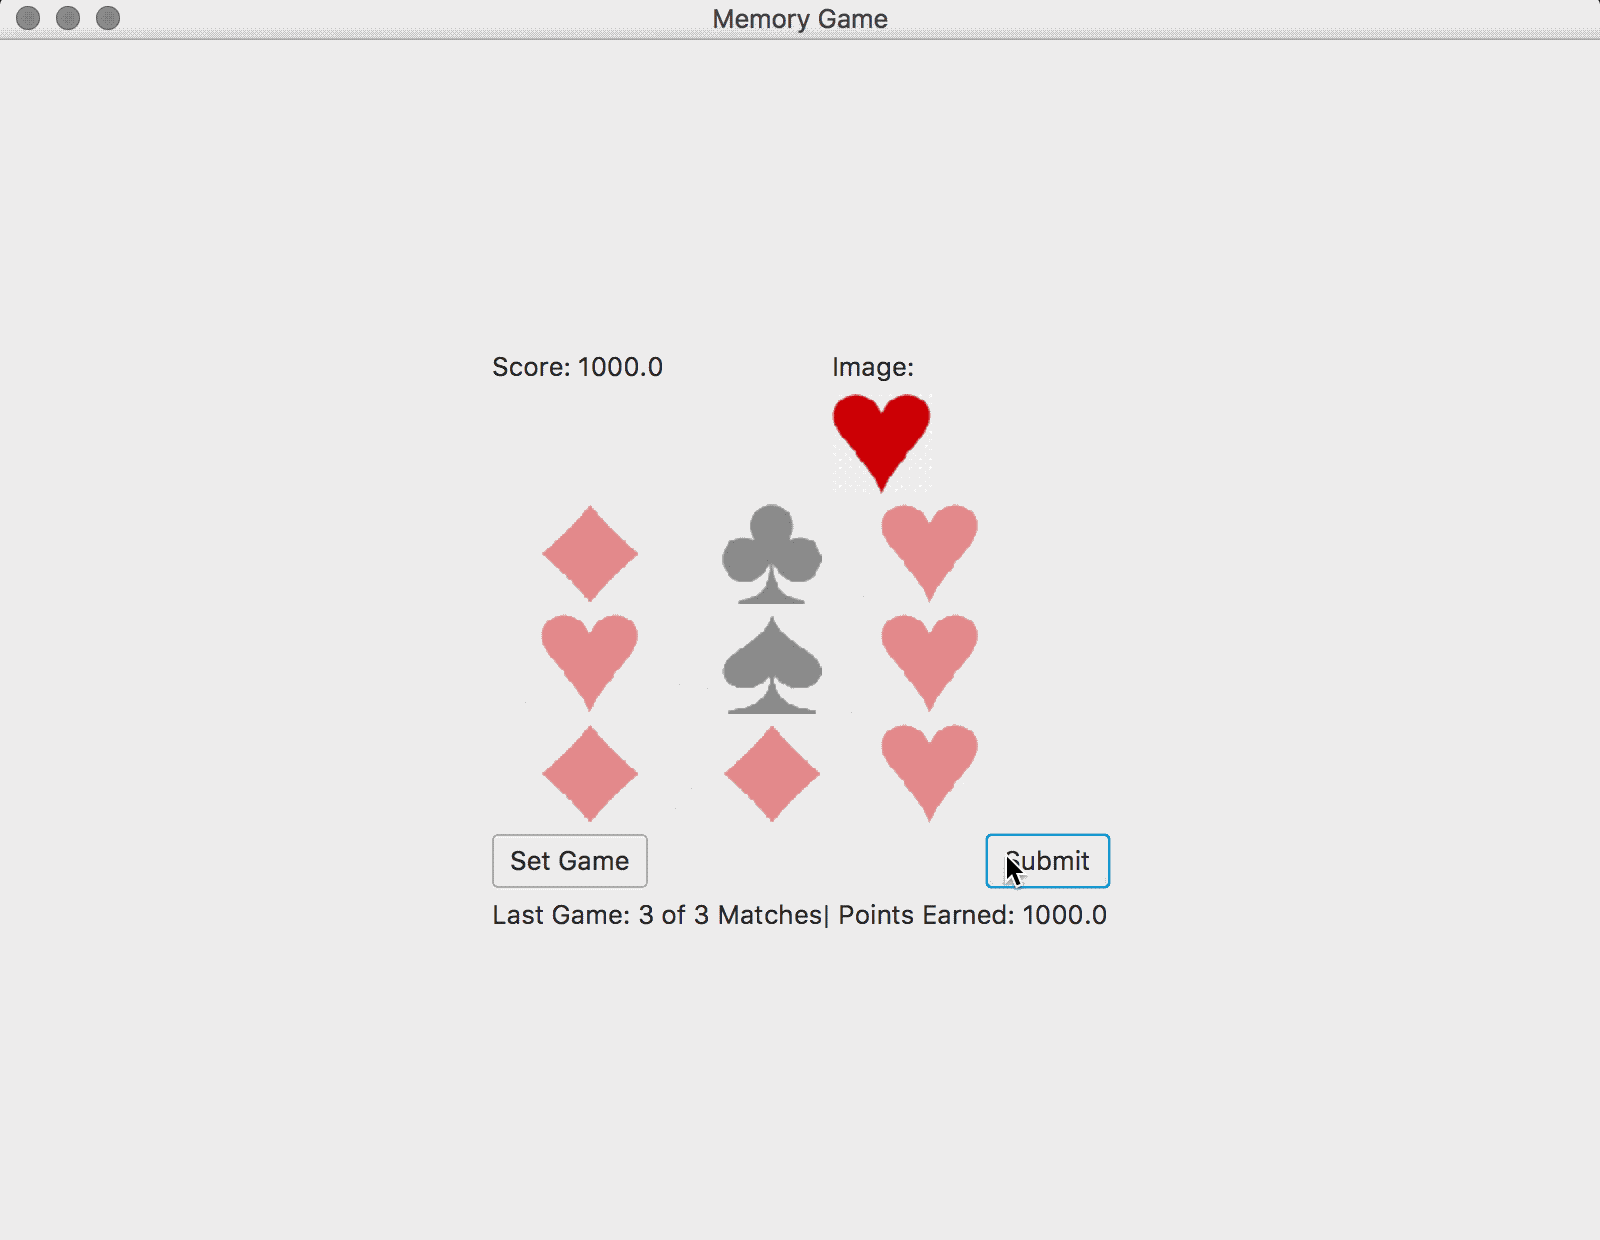 Memory Game
Score: 1000.0
Image:
Set Game
Submit
Last Game: 3 of 3 Matches| Points Earned: 1000.0